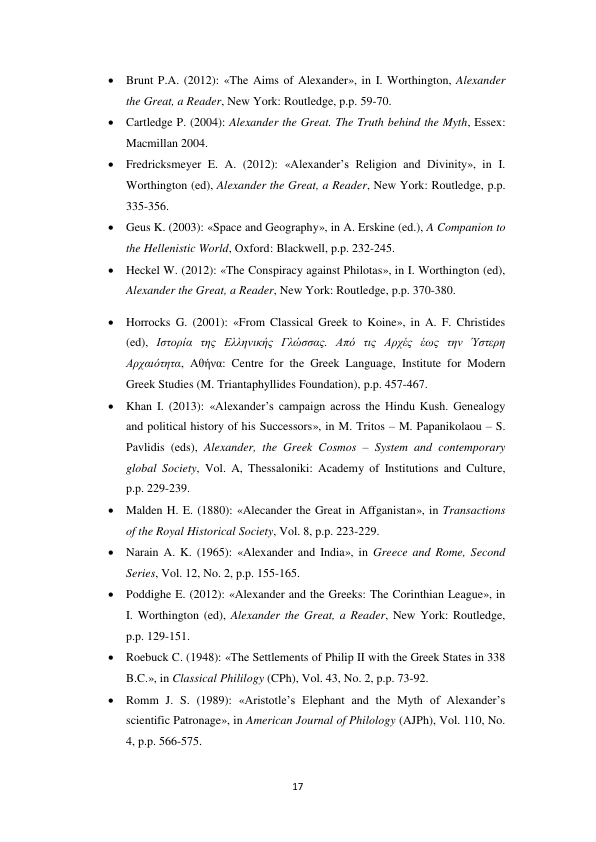 • Brunt P.A. (2012): «The Aims of Alexander», in I. Worthington, Alexander
the Great, a Reader, New York: Routledge, p.p. 59-70.
• Cartledge P. (2004): Alexander the Great. The Truth behind the Myth, Essex:
Macmillan 2004.
• Fredricksmeyer E. A. (2012): «Alexander’s Religion and Divinity», in I.
Worthington (ed), Alexander the Great, a Reader, New York: Routledge, p.p.
335-356.
• Geus K. (2003): «Space and Geography», in A. Erskine (ed.), A Companion to
the Hellenistic World, Oxford: Blackwell, p.p. 232-245.
• Heckel W. (2012): «The Conspiracy against Philotas», in I. Worthington (ed),
Alexander the Great, a Reader, New York: Routledge, p.p. 370-380.
• Horrocks G. (2001): «From Classical Greek to Koine», in A. F. Christides
(ed), Ιστορία της Ελληνικής Γλώσσας. Από τις Αρχές έως την Ύστερη
Αρχαιότητα, Αθήνα: Centre for the Greek Language, Institute for Modern
Greek Studies (M. Triantaphyllides Foundation), p.p. 457-467.
• Khan I. (2013): «Alexander’s campaign across the Hindu Kush. Genealogy
and political history of his Successors», in M. Tritos – M. Papanikolaou – S.
Pavlidis (eds), Alexander, the Greek Cosmos – System and contemporary
global Society, Vol. A, Thessaloniki: Academy of Institutions and Culture,
p.p. 229-239.
• Malden H. E. (1880): «Alecander the Great in Affganistan», in Transactions
of the Royal Historical Society, Vol. 8, p.p. 223-229.
• Narain A. K. (1965): «Alexander and India», in Greece and Rome, Second
Series, Vol. 12, No. 2, p.p. 155-165.
• Poddighe E. (2012): «Alexander and the Greeks: The Corinthian League», in
I. Worthington (ed), Alexander the Great, a Reader, New York: Routledge,
p.p. 129-151.
• Roebuck C. (1948): «The Settlements of Philip II with the Greek States in 338
B.C.», in Classical Phililogy (CPh), Vol. 43, No. 2, p.p. 73-92.
• Romm J. S. (1989): «Aristotle’s Elephant and the Myth of Alexander’s
scientific Patronage», in American Journal of Philology (AJPh), Vol. 110, No.
4, p.p. 566-575.
17